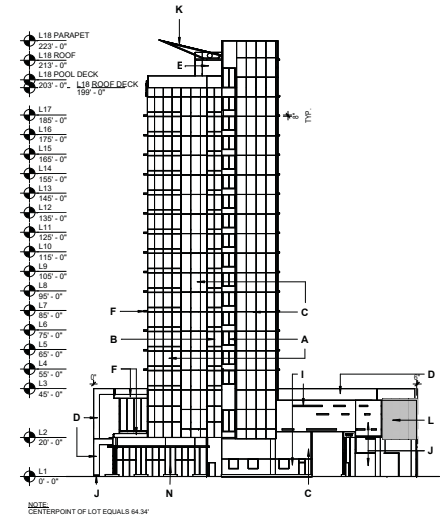 K
L18 PARAPET
223' - 0"
L18 ROOF
213' - 0"
E
L18 POOL DECK
203' - 0"
L18 ROOF DECK
199' - 0"
L17
185' - 0"
8"
TYP.
L16
175' - 0"
L15
165' - 0"
L14
155' - 0"
L13
145' - 0"
L12
135' - 0"
L11
125' - 0"
L10
115' - 0"
L9
105' - 0"
L8
95' - 0"
L7
85' - 0"
F
C
L6
75' - 0"
B
A
L5
65' - 0"
L4
55' - 0"
F
I
D
L3
45' - 0"
D
L
L2
20' - 0"
J
L1
0' - 0"
J
N
C
NOTE:
CENTERPOINT OF LOT EQUALS 64.34'